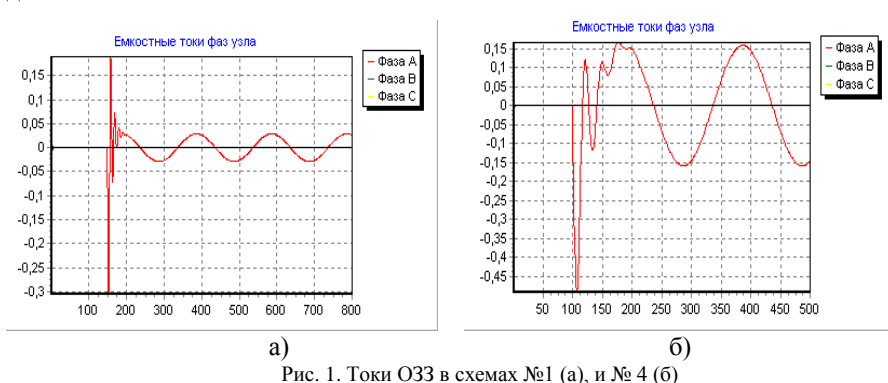 Емкостные токи фаз узла
0,15
0,1
0,05
0
-0,05
-0,1
-0,15
-0,2
-0,25
-0,3
100 200 300 400 500 600 700 800
Фаза A
Фаза B
Фаза C
а)
Емкостные токи фаз узла
0,15
0,1
0,05
0
-0,05
-0,1
-0,15
-0,2
-0,25
-0,3
-0,35
-0,4
-0,45
50 100 150 200 250 300 350 400 450 500
Фаза A
Фаза B
Фаза C
б)
Рис. 1. Токи ОЗЗ в схемах №1 (а), и № 4 (б)